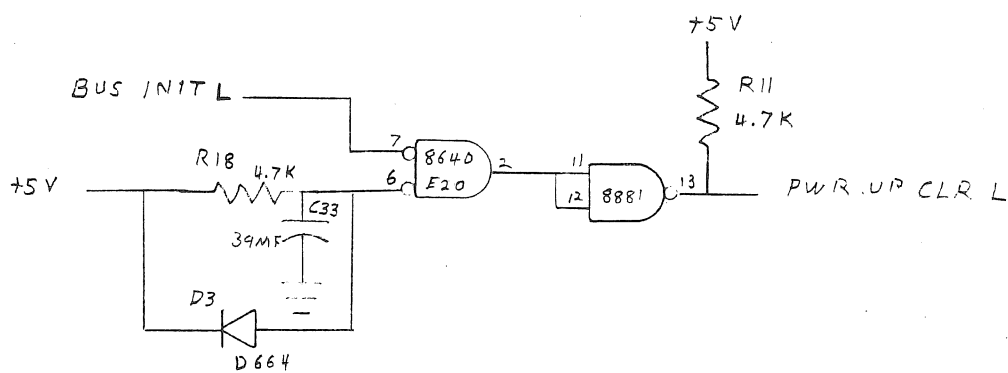 +5V
BUS INIT L
R11
4.7K
7
8640
E20
2
R18
4.7K
6
+5V
C33
39MF
11
12
8881
13
PWR.UP CLR L
D3
D664